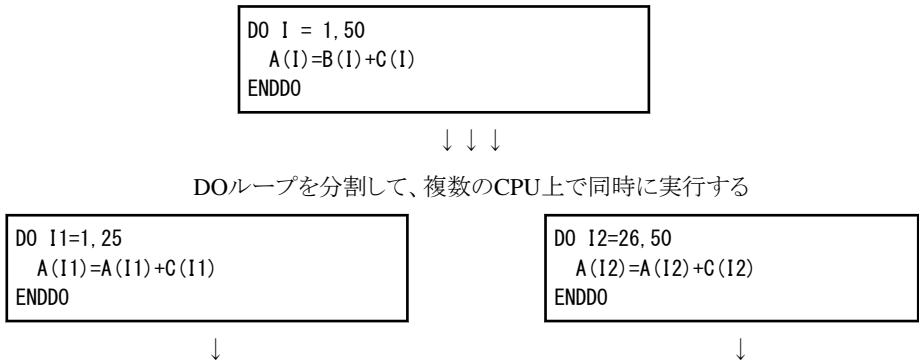 DO I = 1,50
A(I)=B(I)+C(I)
ENDDO
↓ ↓ ↓
DOループを分割して、複数のCPU上で同時に実行する
DO I1=1,25
A(I1)=A(I1)+C(I1)
ENDDO
DO I2=26,50
A(I2)=A(I2)+C(I2)
ENDDO
↓
↓